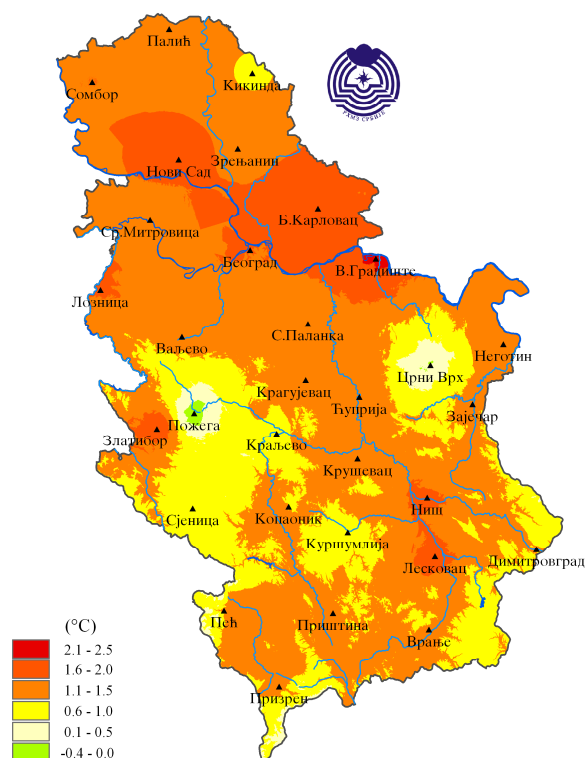 Палић
Кикинда
Сомбор
РХМЗ СРБИЈЕ
Зрењанин
Нови Сад
Б.Карловац
Ср.Митровица
Београд
В.Градиште
Лозница
С.Паланка
Ваљево
Неготин
Црни Врх
Крагујевац
Ћуприја
Зајечар
Пожега
Златибор
Краљево
Крушевац
Ниш
Сјеница
Копаоник
Куршумлија
Димитровград
Лесковац
Пећ
Приштина
Врање
Призрен
(°C)
2.1 - 2.5
1.6 - 2.0
1.1 - 1.5
0.6 - 1.0
0.1 - 0.5
-0.4 - 0.0